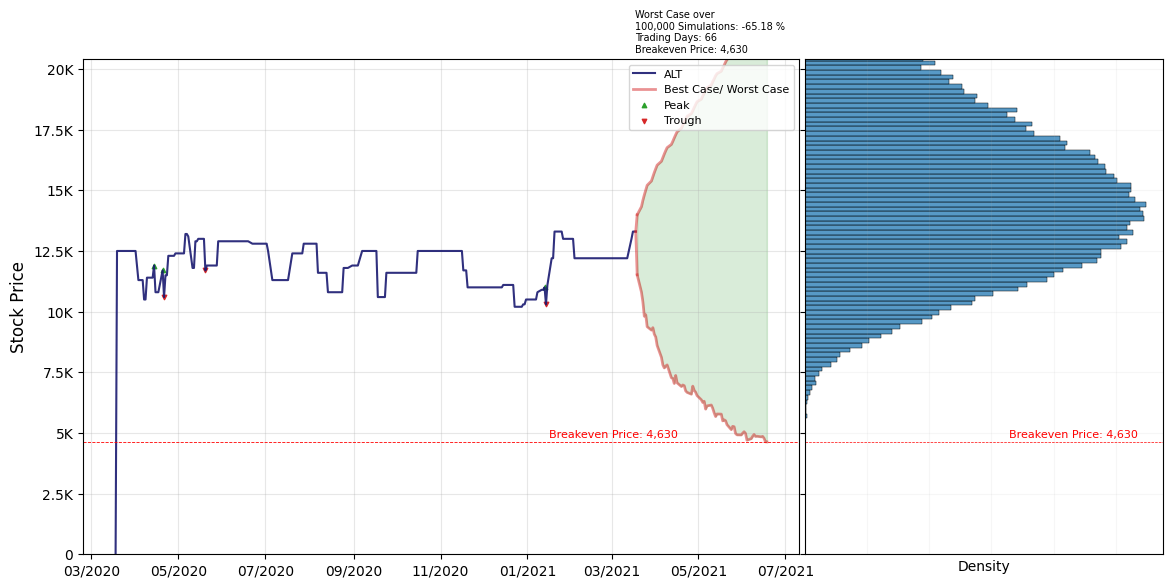 Worst Case over
100,000 Simulations: -65.18 %
Trading Days: 66
Breakeven Price: 4,630
ALT
Best Case/ Worst Case
Peak
Trough
20K
17.5K
15K
12.5K
10K
7.5K
5K
2.5K
0
Stock Price
Breakeven Price: 4,630
Breakeven Price: 4,630
03/2020
05/2020
07/2020
09/2020
11/2020
01/2021
03/2021
05/2021
07/2021
Density